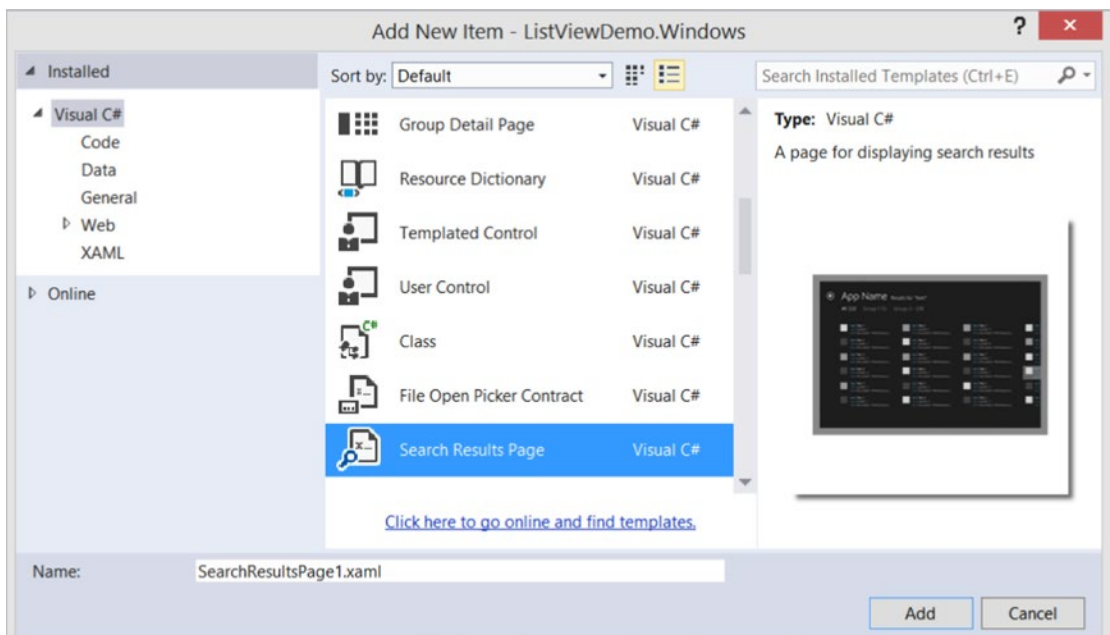 Add New Item - ListViewDemo.Windows
?
Installed
Sort by: Default
Search Installed Templates (Ctrl+E)
Visual C#
Code
Data
General
Web
XAML
Online
Group Detail Page Visual C#
Resource Dictionary Visual C#
Templated Control Visual C#
User Control Visual C#
C# Class Visual C#
File Open Picker Contract Visual C#
Search Results Page Visual C#
Click here to go online and find templates.
Type: Visual C#
A page for displaying search results
App Name
Name: SearchResultsPage1.xaml
Add Cancel